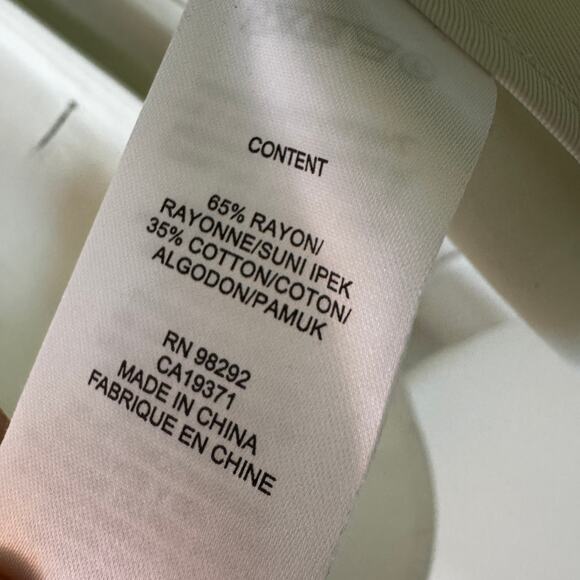 CONTENT
65% RAYON/
RAYONNE/SUNI IPEK
35% COTTON/COTON/
ALGODON/PAMUK
RN 98292
CA19371
MADE IN CHINA
FABRIQUE EN CHINE